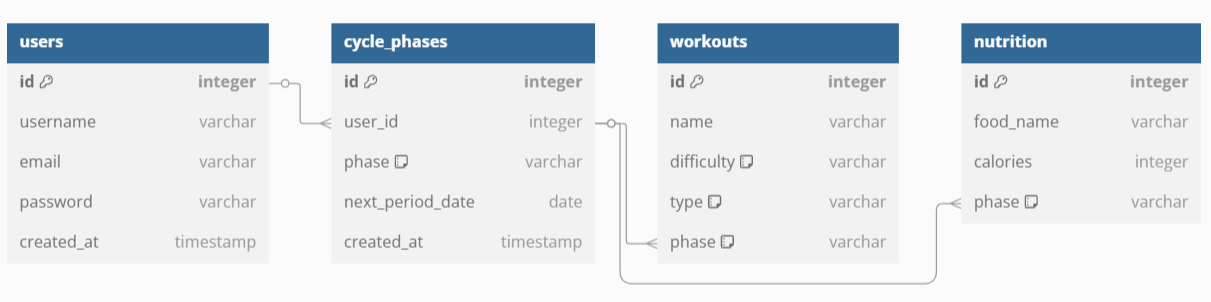 users
id integer
username varchar
email varchar
password varchar
created_at timestamp
cycle_phases
id integer
user_id integer
phase varchar
next_period_date date
created_at timestamp
workouts
id integer
name varchar
difficulty varchar
type varchar
phase varchar
nutrition
id integer
food_name varchar
calories integer
phase varchar